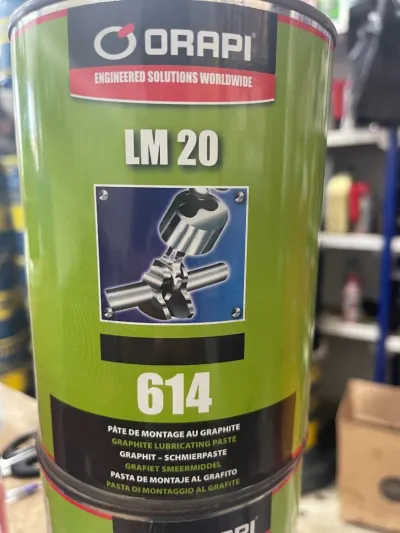 ORAPI
ENGINEERED SOLUTIONS WORLDWIDE
LM 20
614
PÂTE DE MONTAGE AU GRAPHITE
GRAPHITE LUBRICATING PASTE
GRAPHIT – SCHMIERPASTE
GRAFIET SMEERMIDDEL
PASTA DE MONTAJE AL GRAFITO
PASTA DI MONTAGGIO AL GRAFITE
ORAPI